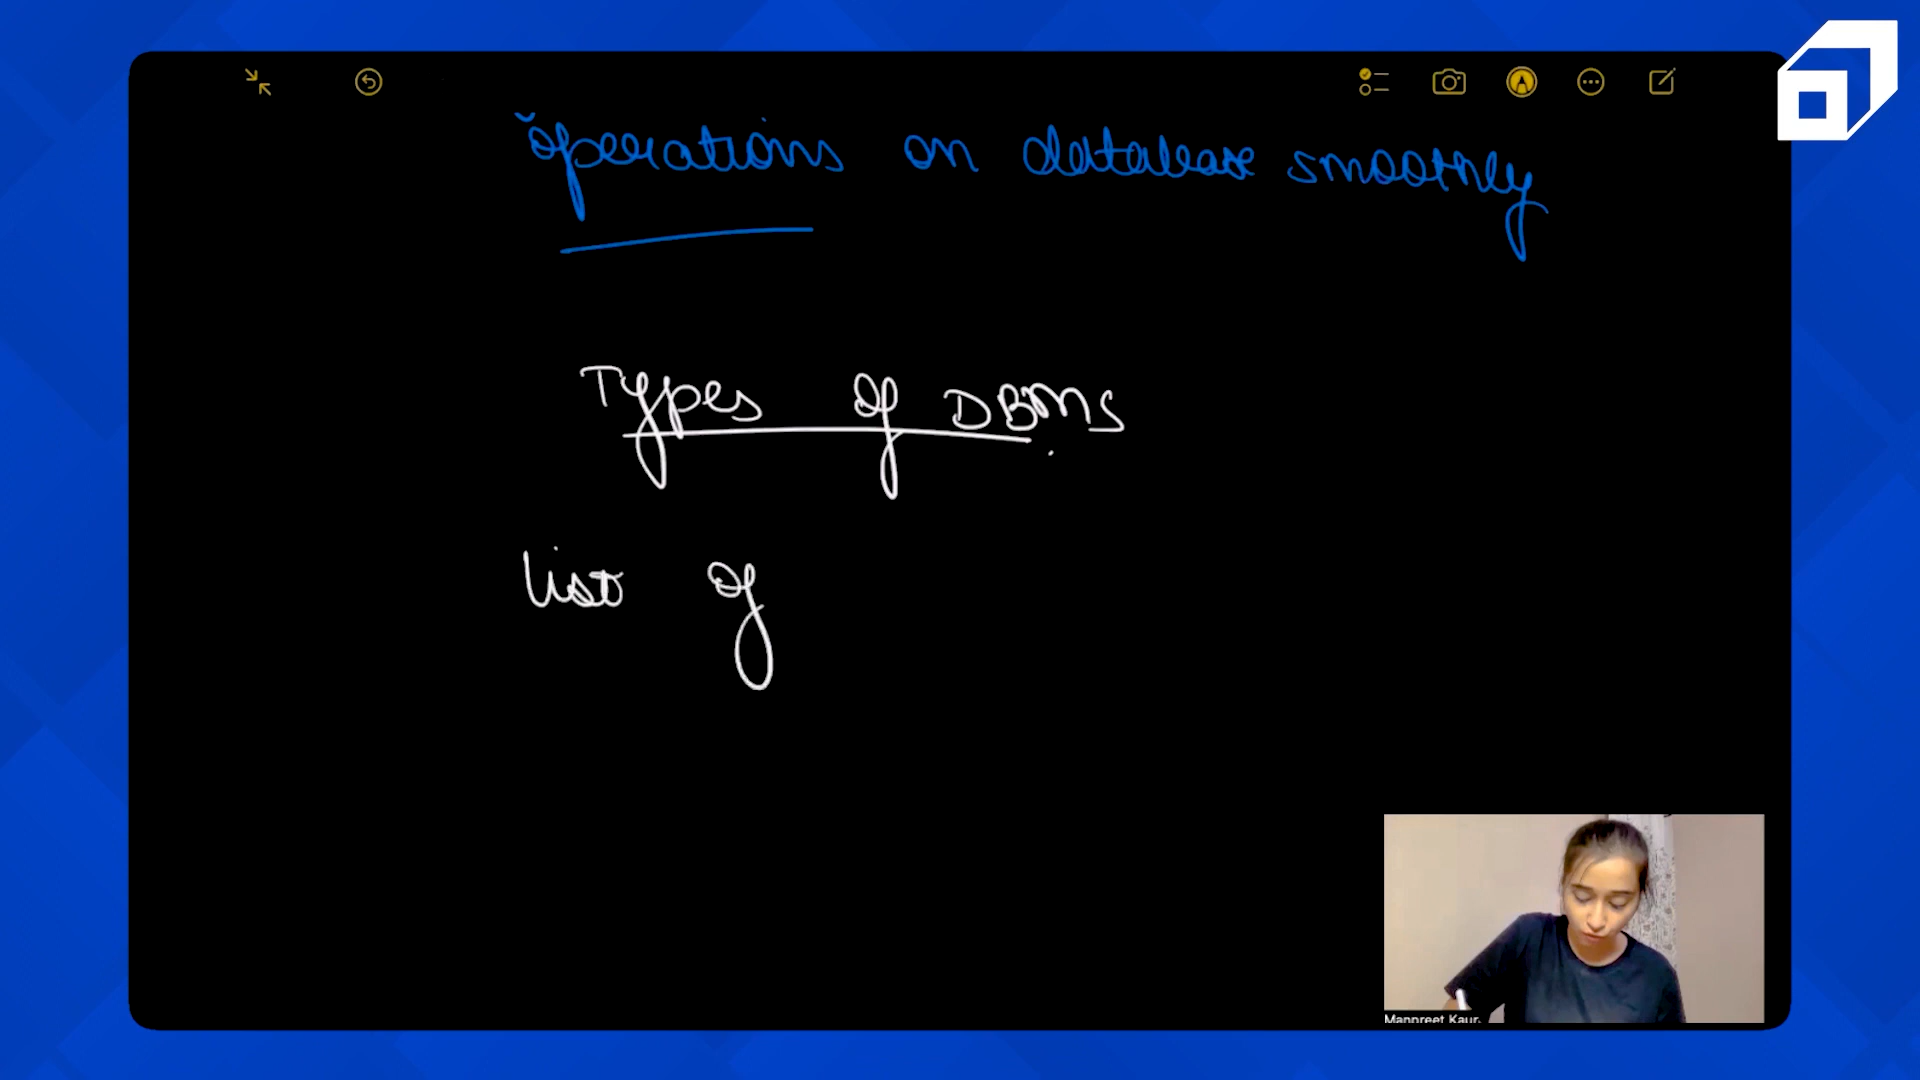 operations on database smoothly
Types of DBMS
list of
Manpreet Kaur